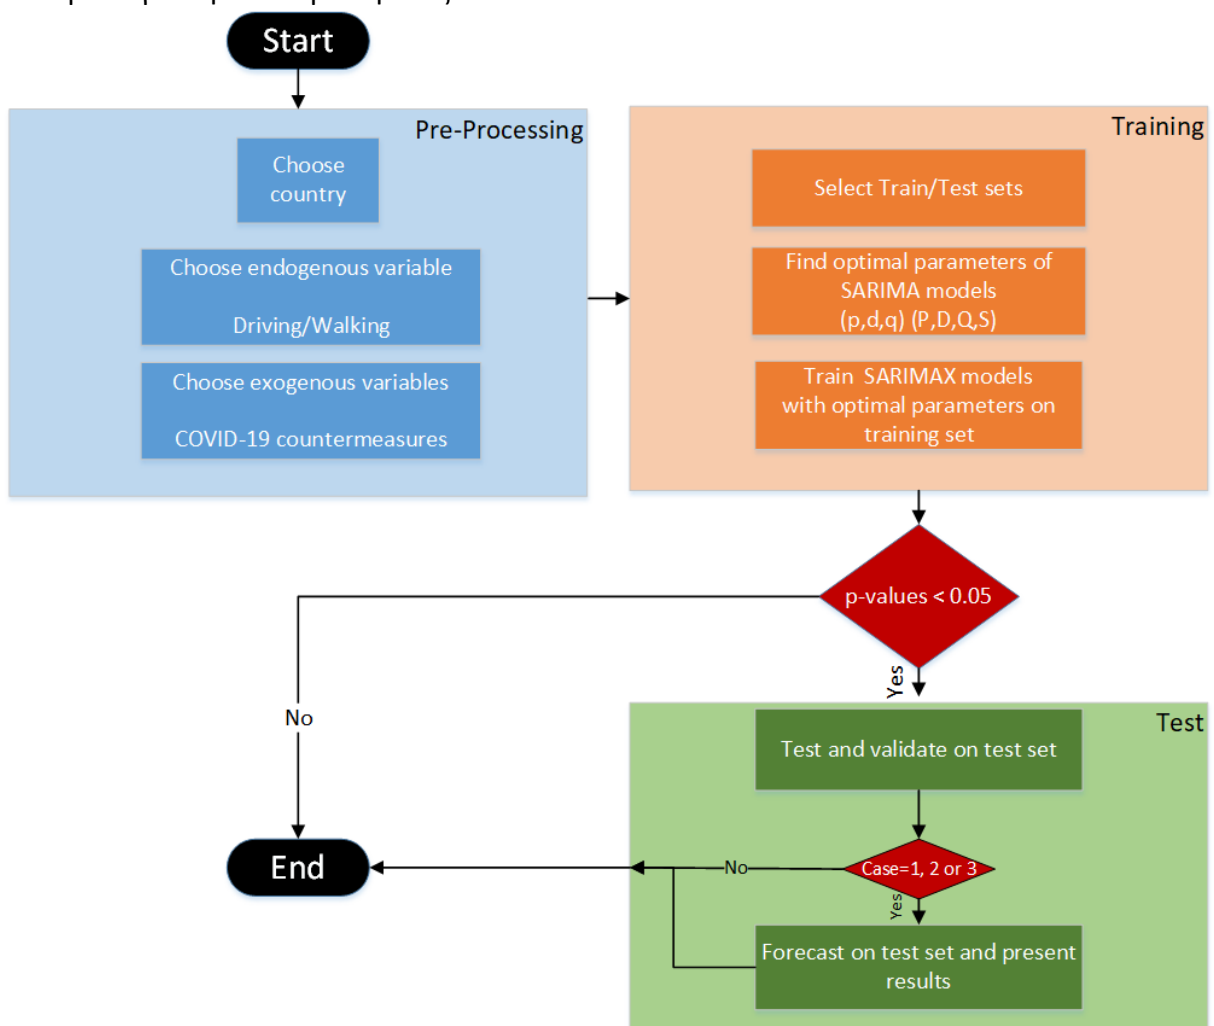 Start
Pre-Processing
Choose
country
Choose endogenous variable
Driving/Walking
Choose exogenous variables
COVID-19 countermeasures
Training
Select Train/Test sets
Find optimal parameters of
SARIMA models
(p,d,q) (P,D,Q,S)
Train SARIMAX models
with optimal parameters on
training set
p-values < 0.05
Yes
No
Test
Test and validate on test set
Case=1, 2 or 3
No
Yes
Forecast on test set and present
results
End